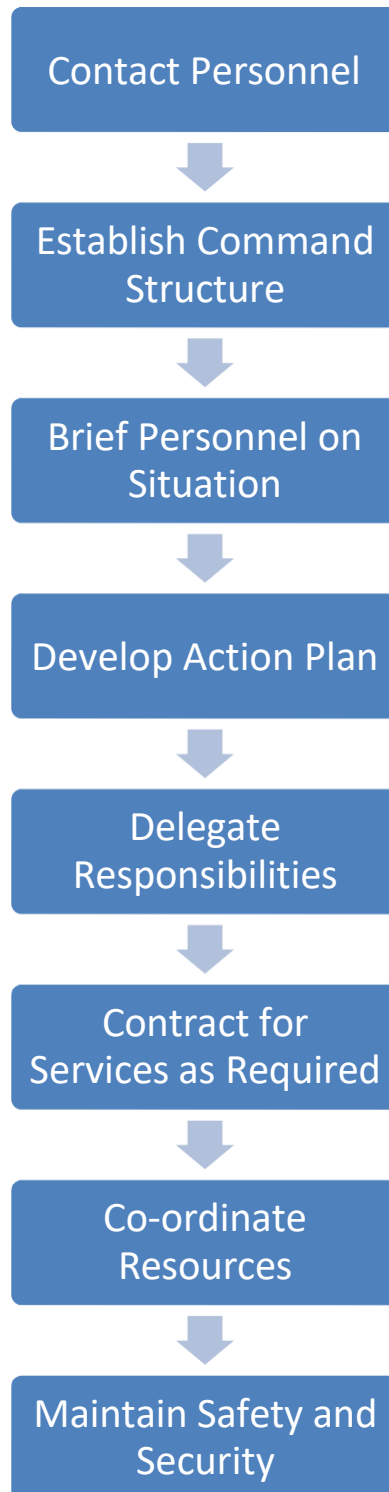 Contact Personnel
Establish Command
Structure
Brief Personnel on
Situation
Develop Action Plan
Delegate
Responsibilities
Contract for
Services as Required
Co-ordinate
Resources
Maintain Safety and
Security